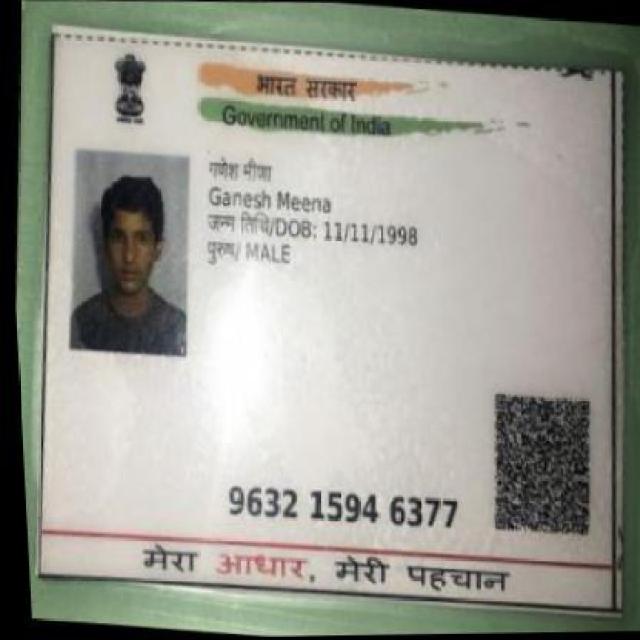 भारत सरकार
Government of India
गणेश मीणा
Ganesh Meena
जन्म तिथि/DOB: 11/11/1998
पुरुष/ MALE
9632 1594 6377
मेरा आधार, मेरी पहचान